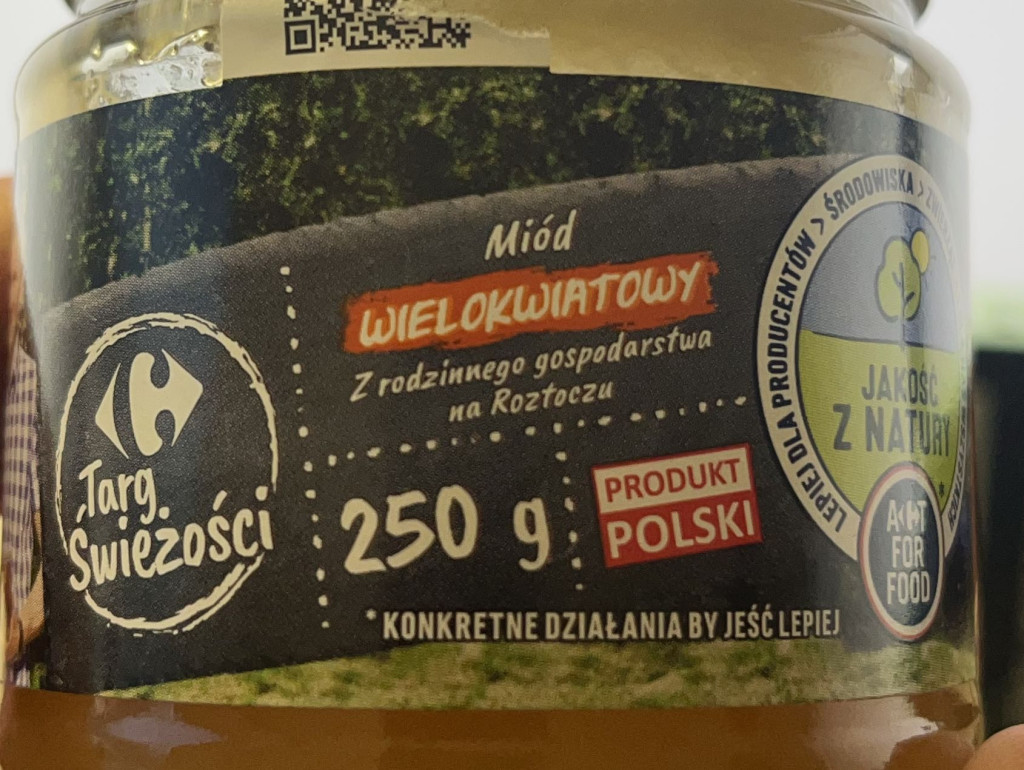 Miód
WIELOKWIATOWY
Z rodzinnego gospodarstwa
na Roztoczu
Targ
Świeżości
250 g
PRODUKT
POLSKI
LEPIEJ DLA PRODUCENTÓW > ŚRODOWISKA >
JAKOŚĆ
Z NATURY*
ACT
FOR
FOOD
*KONKRETNE DZIAŁANIA BY JEŚĆ LEPIEJ